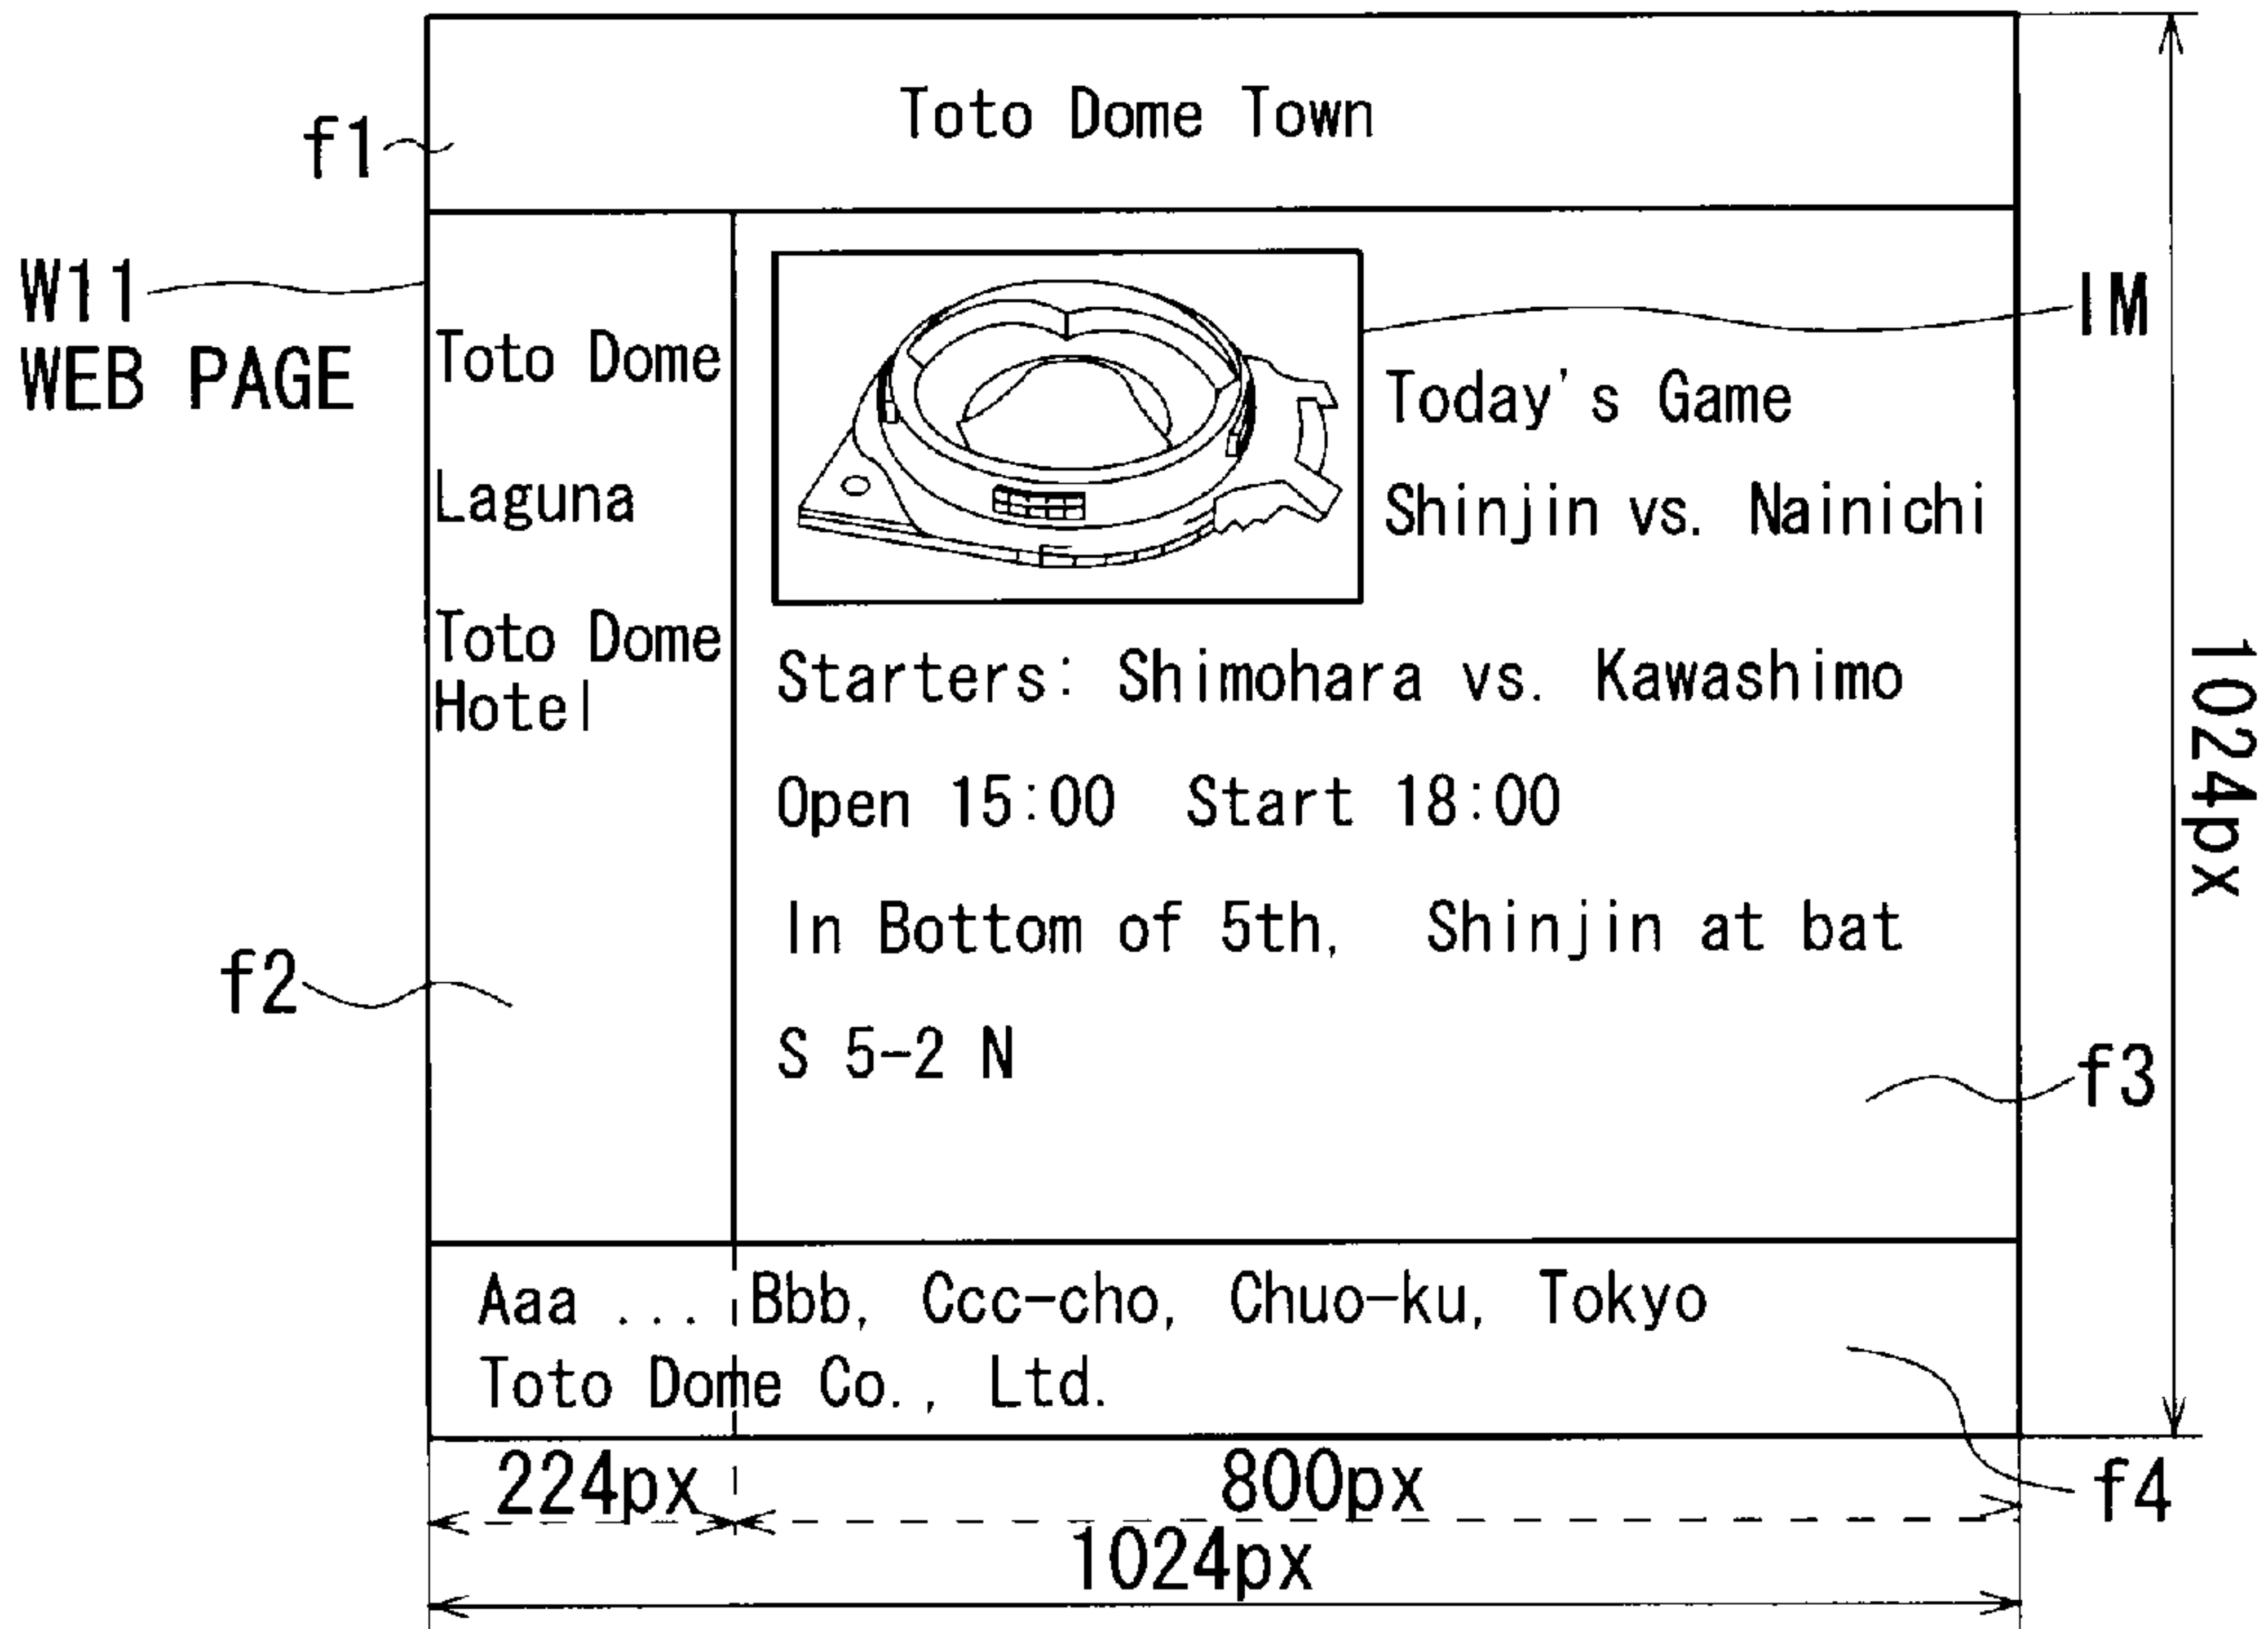 Toto Dome Town
f1
W11
WEB PAGE
Toto Dome
Laguna
Toto Dome
Hotel
IM
Today's Game
Shinjin vs. Nainichi
Starters: Shimohara vs. Kawashimo
Open 15:00 Start 18:00
In Bottom of 5th, Shinjin at bat
S 5-2 N
f2
f3
1024px
Aaa ... Bbb, Ccc-cho, Chuo-ku, Tokyo
Toto Dome Co., Ltd.
f4
224px
800px
1024px